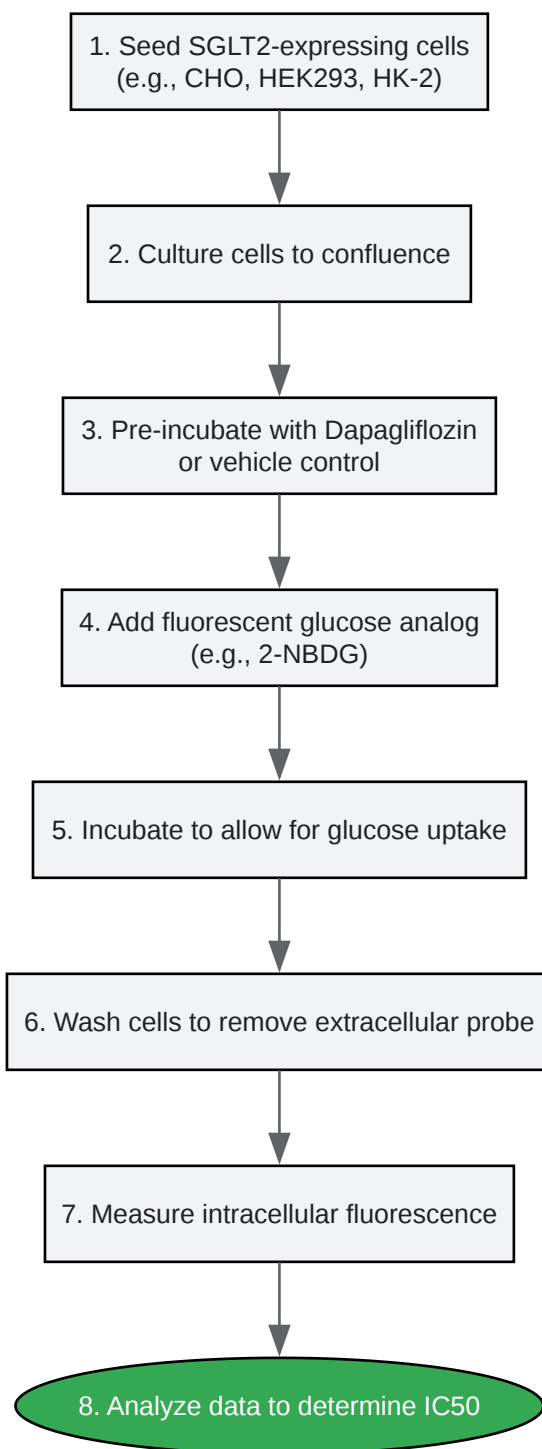 1. Seed SGLT2-expressing cells
(e.g., CHO, HEK293, HK-2)
2. Culture cells to confluence
3. Pre-incubate with Dapagliflozin
or vehicle control
4. Add fluorescent glucose analog
(e.g., 2-NBDG)
5. Incubate to allow for glucose uptake
6. Wash cells to remove extracellular probe
7. Measure intracellular fluorescence
8. Analyze data to determine IC50